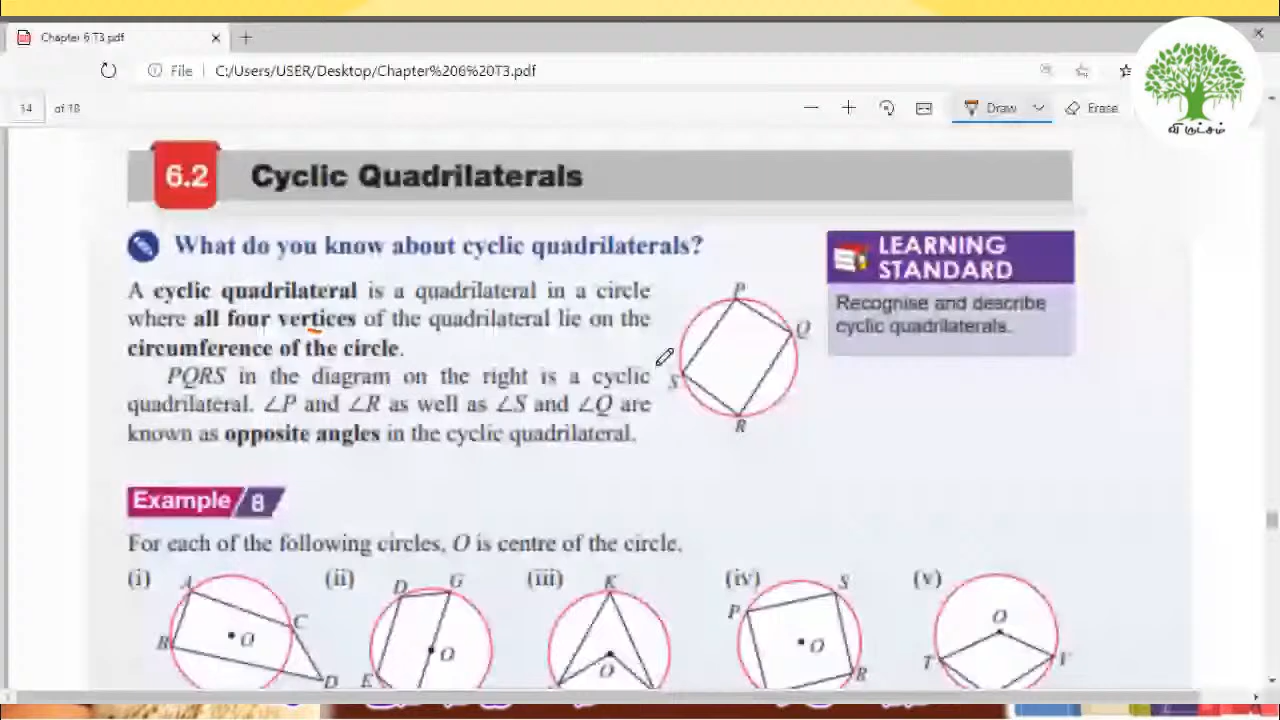 Chapter 6 T3.pdf
File C:/Users/USER/Desktop/Chapter%206%20T3.pdf
14 of 18
Draw Erase
விருட்சம்
6.2 Cyclic Quadrilaterals
What do you know about cyclic quadrilaterals?
A cyclic quadrilateral is a quadrilateral in a circle
where all four vertices of the quadrilateral lie on the
circumference of the circle.
PQRS in the diagram on the right is a cyclic
quadrilateral. ∠P and ∠R as well as ∠S and ∠Q are
known as opposite angles in the cyclic quadrilateral.
P
Q
S
R
LEARNING
STANDARD
Recognise and describe
cyclic quadrilaterals.
Example 8
For each of the following circles, O is centre of the circle.
(i) (ii) (iii) (iv) (v)
A
B
C
D
O
D
G
E
O
K
O
P
S
R
O
O
T